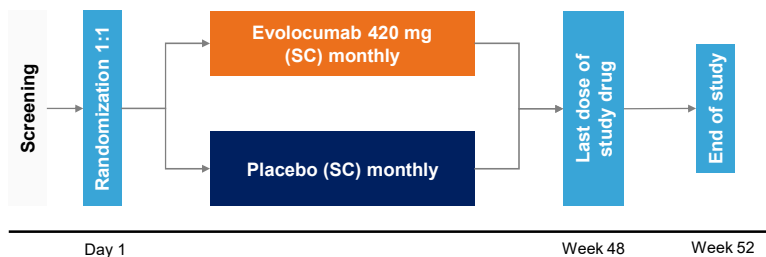 Screening
Randomization 1:1
Evolocumab 420 mg
(SC) monthly
Placebo (SC) monthly
Last dose of
study drug
End of study
Day 1
Week 48
Week 52